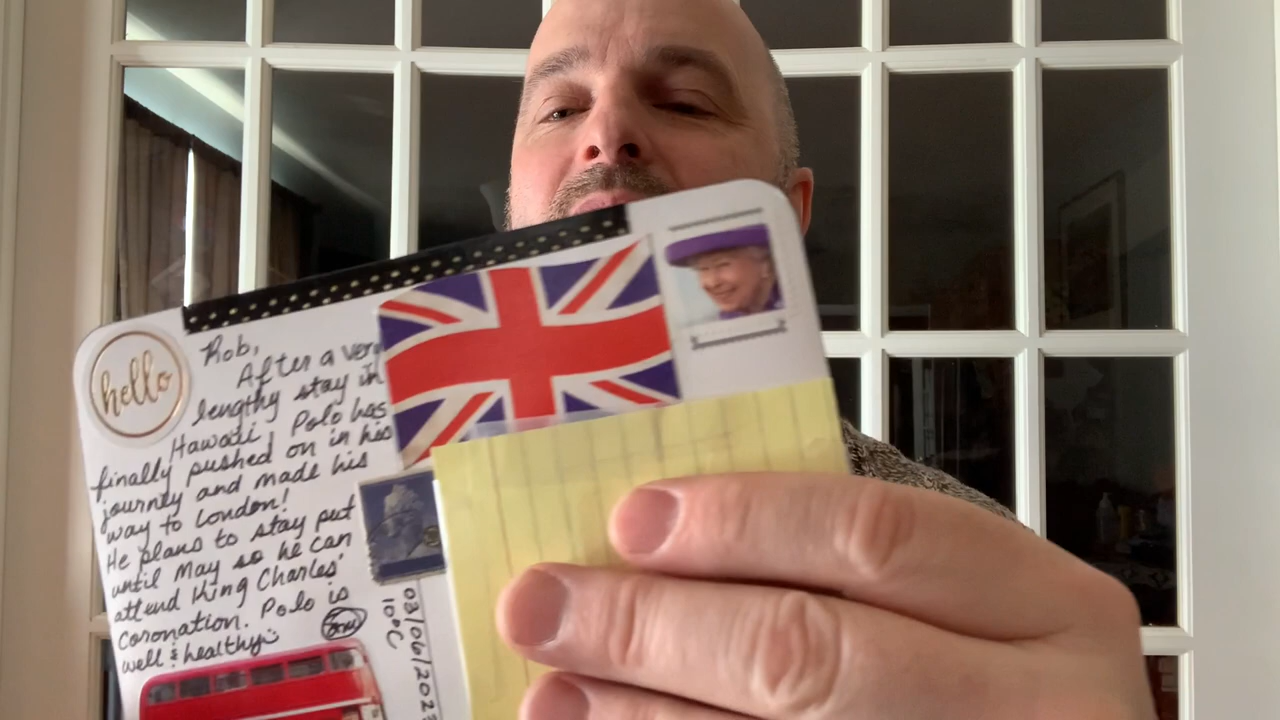 hello
Rob,
After a very
lengthy stay in
Hawaii, Polo has
finally pushed on in his
journey and made his
way to London!
He plans to stay put
until May so he can
attend King Charles'
coronation. Polo is
well & healthy
03/06/2023
10°C